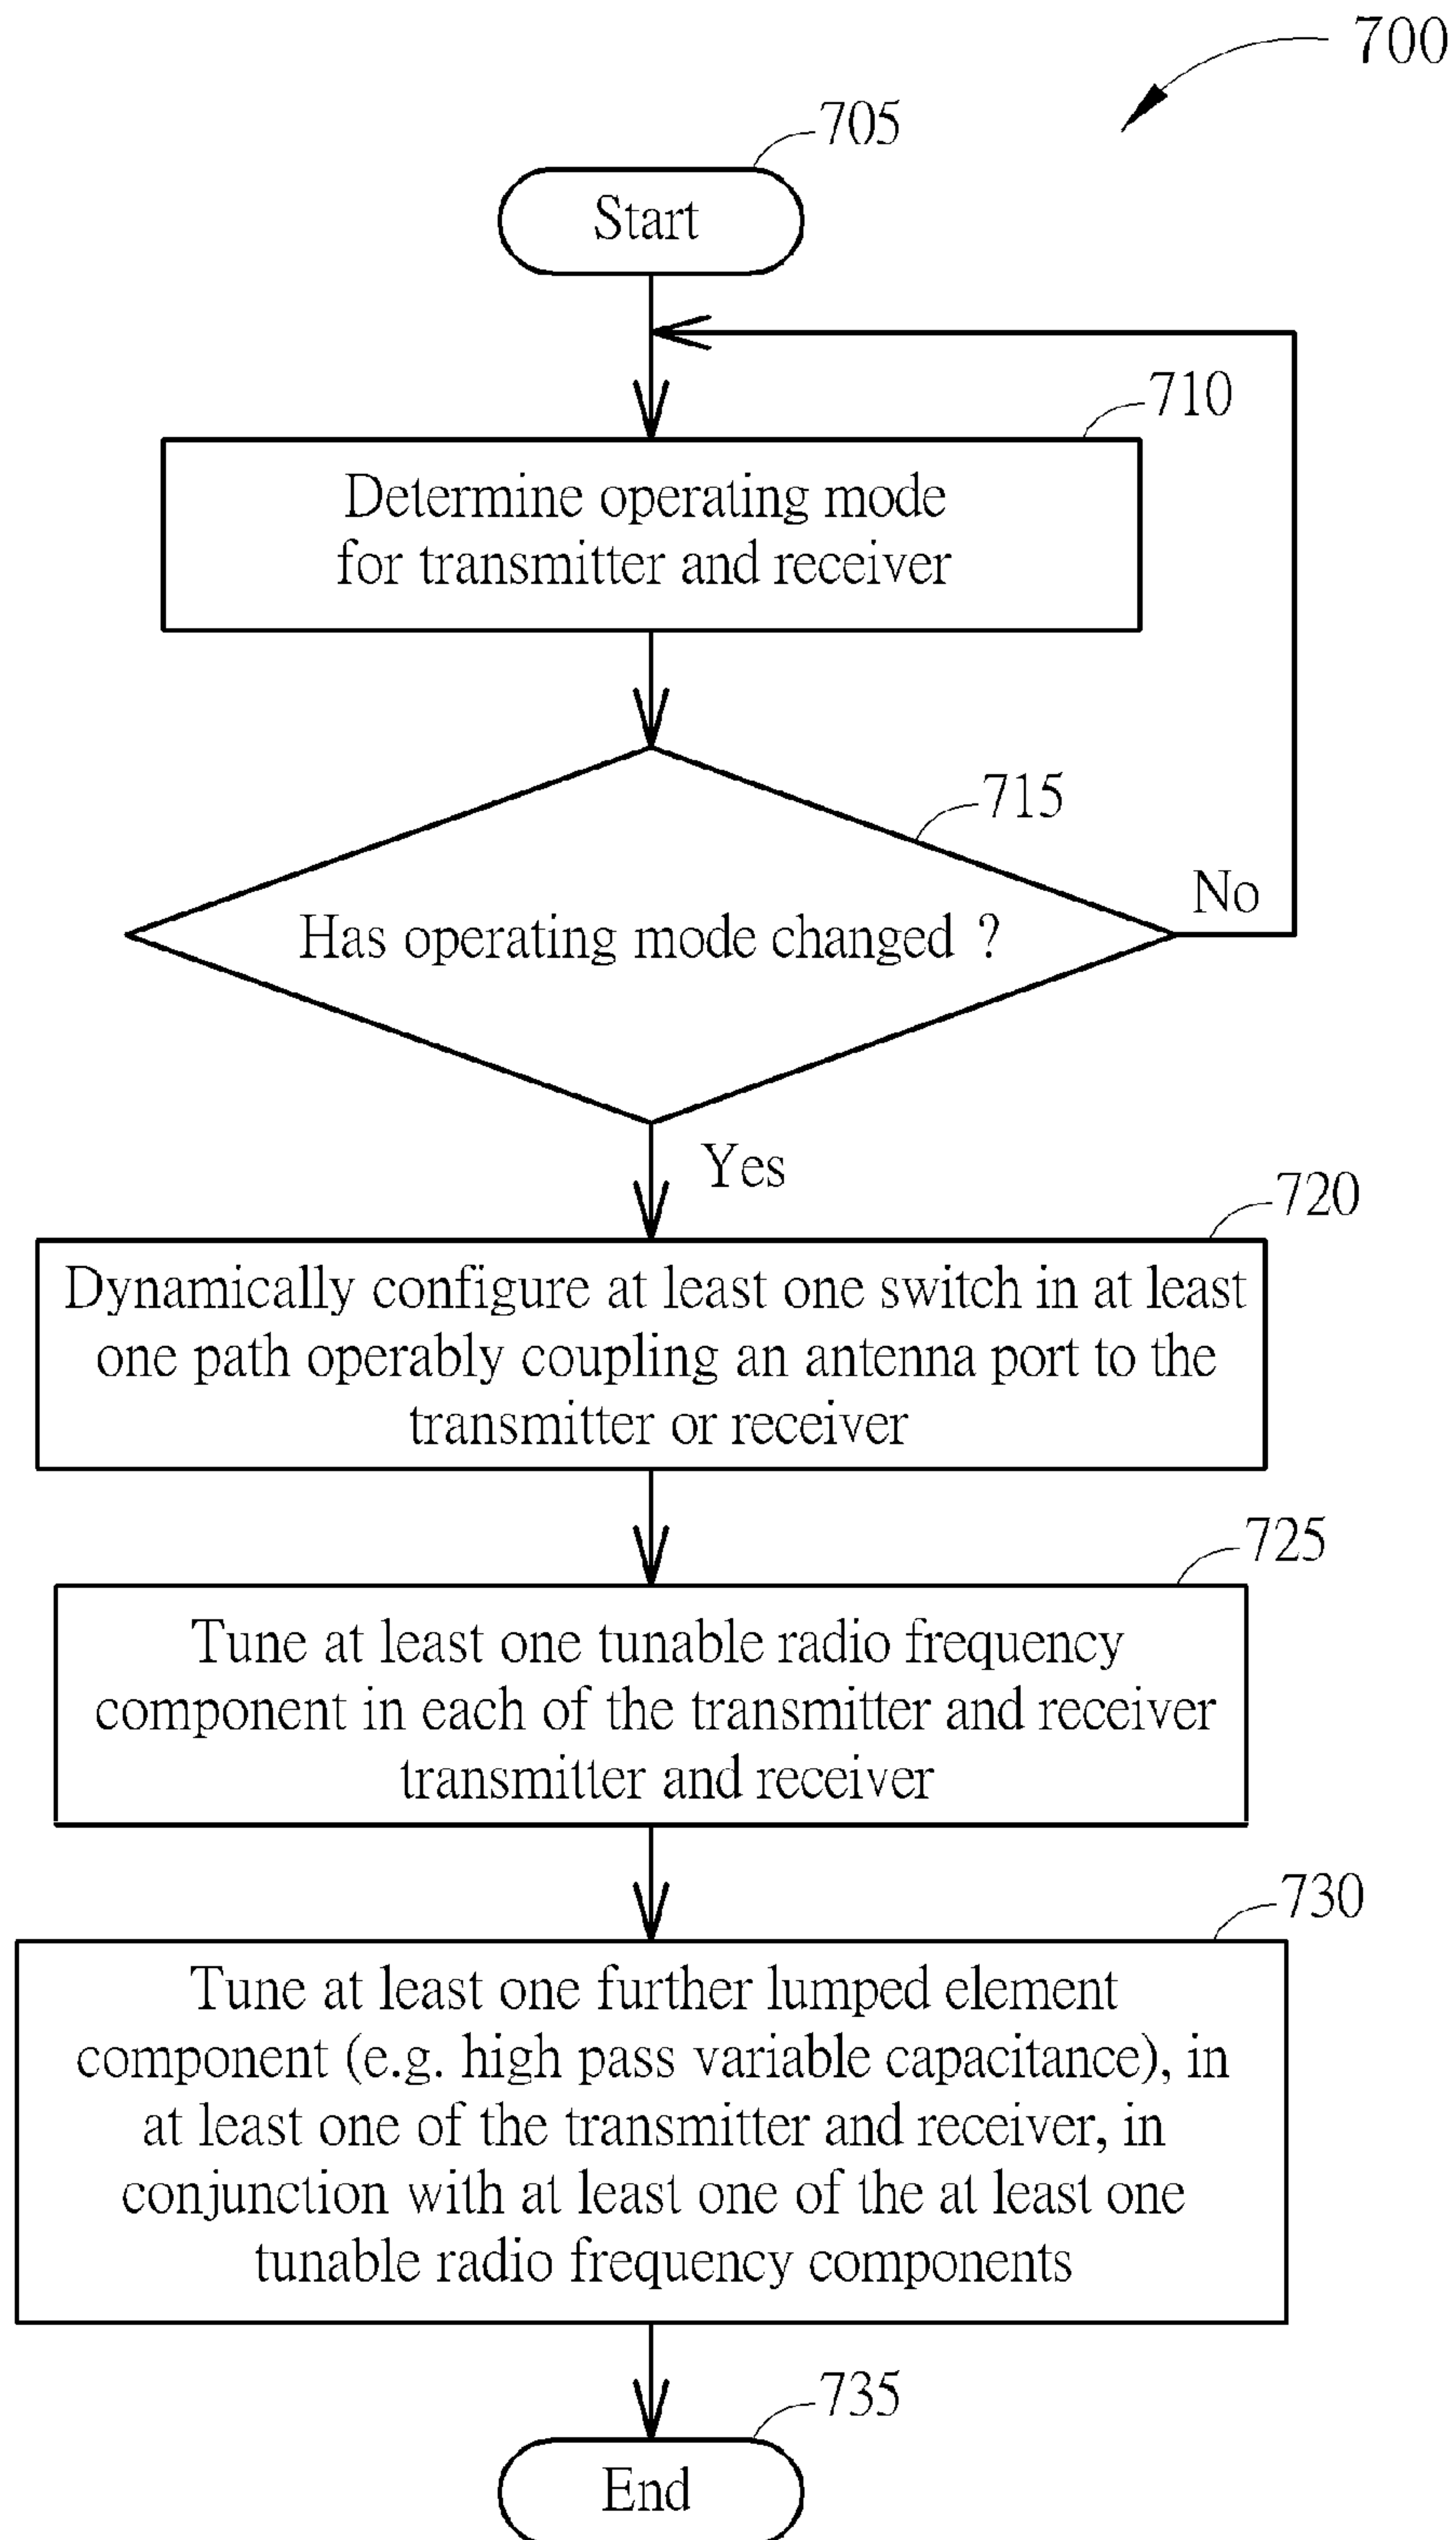 700
705
Start
710
Determine operating mode
for transmitter and receiver
715
Has operating mode changed ?
No
Yes
720
Dynamically configure at least one switch in at least
one path operably coupling an antenna port to the
transmitter or receiver
725
Tune at least one tunable radio frequency
component in each of the transmitter and receiver
transmitter and receiver
730
Tune at least one further lumped element
component (e.g. high pass variable capacitance), in
at least one of the transmitter and receiver, in
conjunction with at least one of the at least one
tunable radio frequency components
735
End